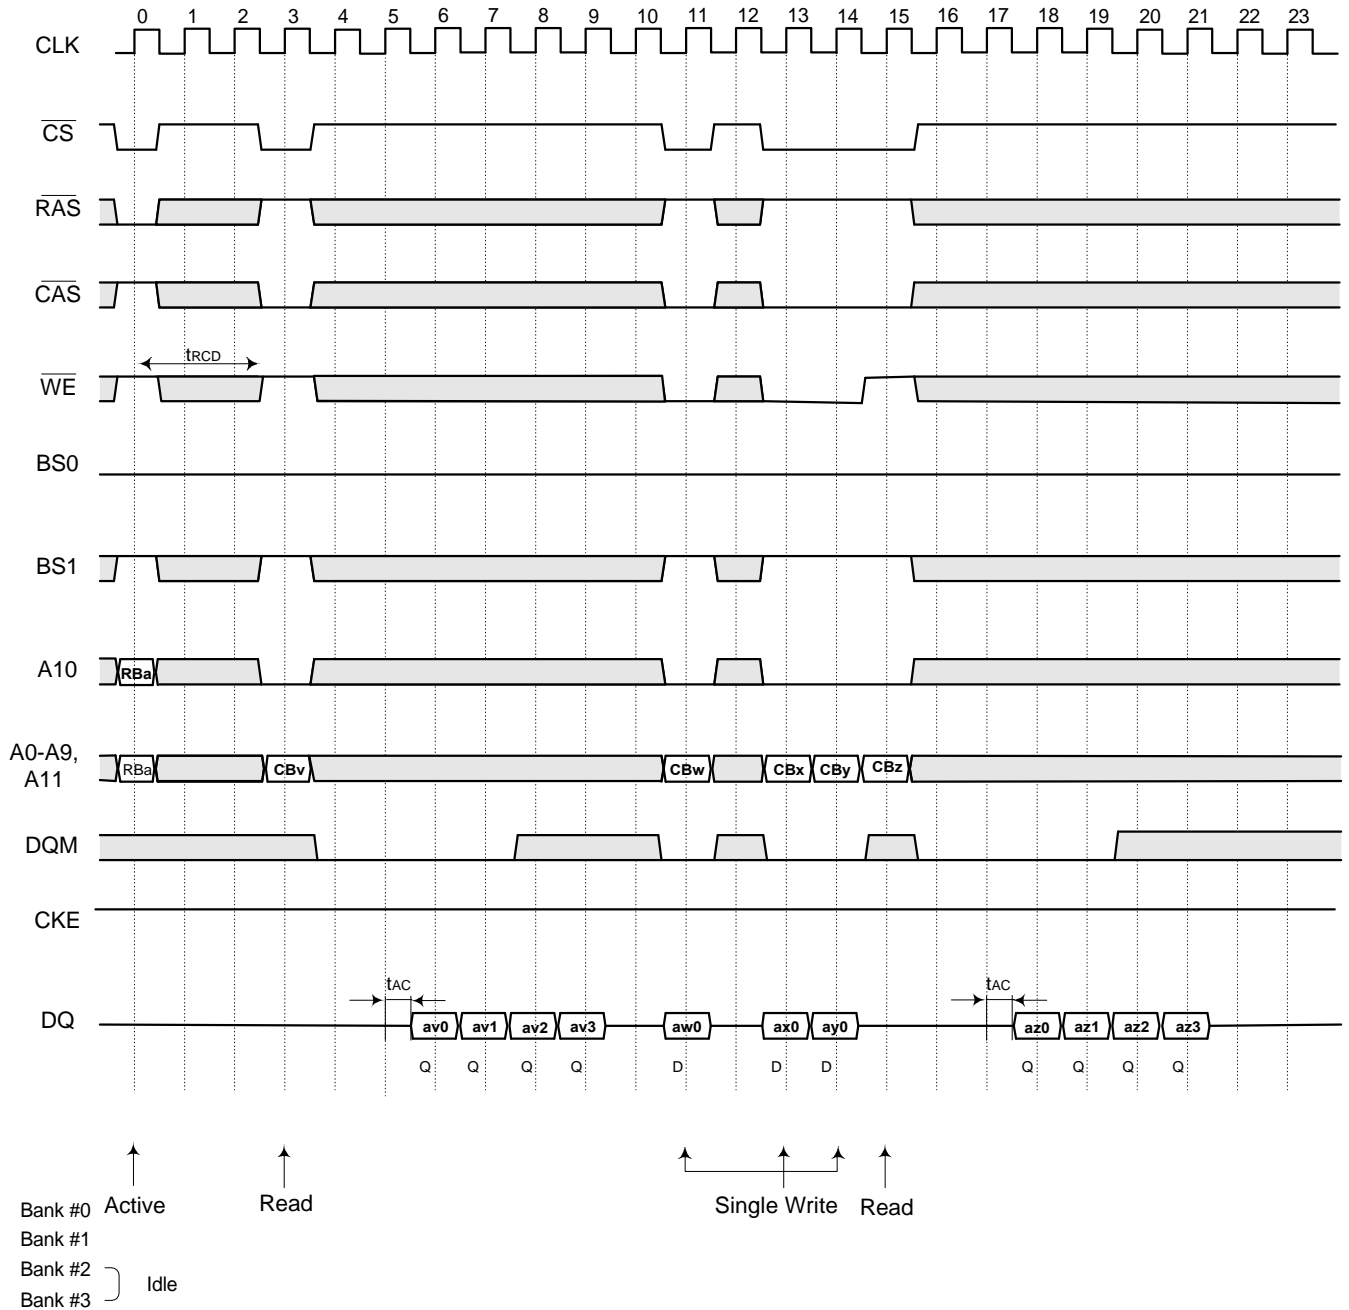 0 1 2 3 4 5 6 7 8 9 10 11 12 13 14 15 16 17 18 19 20 21 22 23
CLK
CS
RAS
CAS
tRCD
WE
BS0
BS1
A10 RBa
A0-A9,
A11 RBa CBv CBw CBx CBy CBz
DQM
CKE
tAC tAC
DQ av0 av1 av2 av3 aw0 ax0 ay0 az0 az1 az2 az3
Q Q Q Q D D D Q Q Q Q
Bank #0 Active Read Single Write Read
Bank #1
Bank #2
Idle
Bank #3